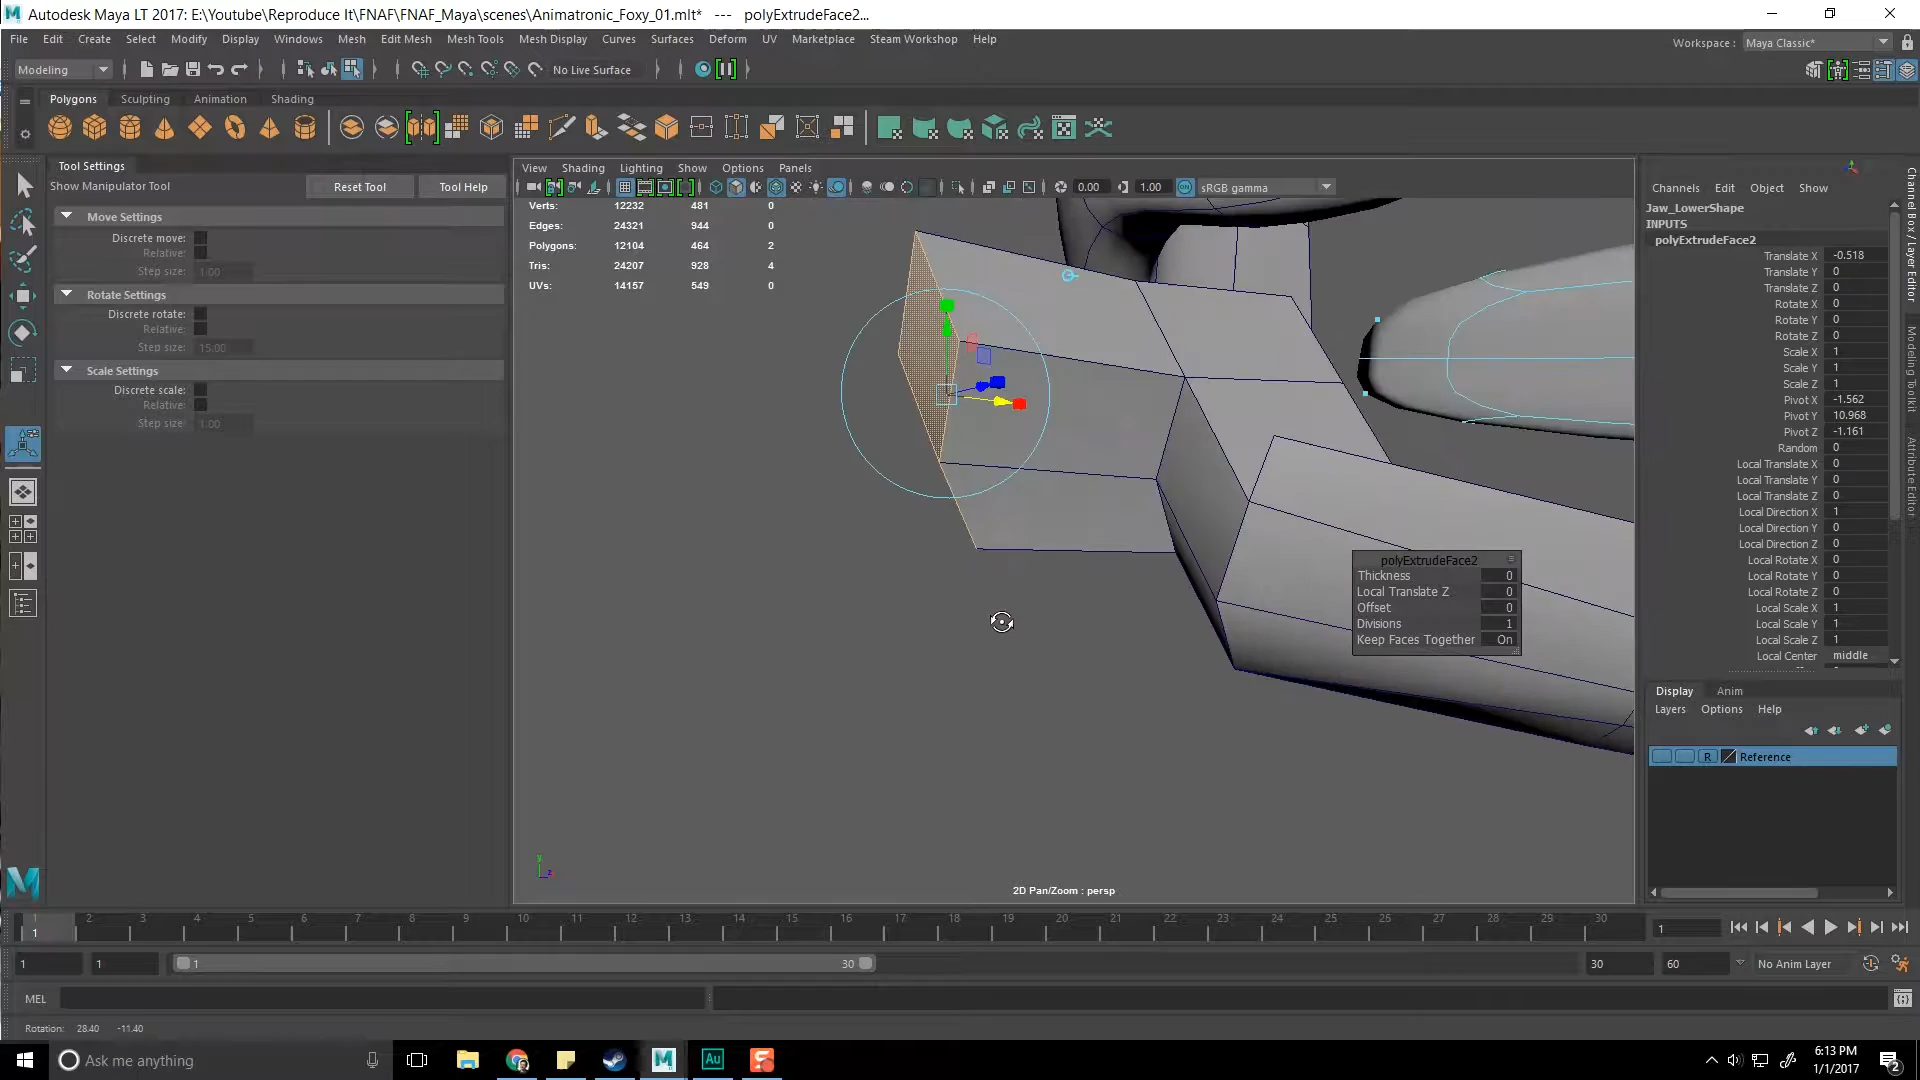 Autodesk Maya LT 2017: E:\Youtube\Reproduce It\FNAF\FNAF_Maya\scenes\Animatronic_Foxy_01.mlt*   ---   polyExtrudeFace2...
File Edit Create Select Modify Display Windows Mesh Edit Mesh Mesh Tools Mesh Display Curves Surfaces Deform UV Marketplace Steam Workshop Help
Workspace : Maya Classic*
Modeling
No Live Surface
Polygons Sculpting Animation Shading
Tool Settings
Show Manipulator Tool
Reset Tool
Tool Help
Move Settings
Discrete move:
Relative:
Step size: 1.00
Rotate Settings
Discrete rotate:
Relative:
Step size: 15.00
Scale Settings
Discrete scale:
Relative:
Step size: 1.00
View Shading Lighting Show Options Panels
0.00 1.00 sRGB gamma
Verts: 12232 481 0
Edges: 24321 944 0
Polygons: 12104 464 2
Tris: 24207 928 4
UVs: 14157 549 0
polyExtrudeFace2
Thickness 0
Local Translate Z 0
Offset 0
Divisions 1
Keep Faces Together On
2D Pan/Zoom : persp
Channels Edit Object Show
Jaw_LowerShape
INPUTS
polyExtrudeFace2
Translate X -0.518
Translate Y 0
Translate Z 0
Rotate X 0
Rotate Y 0
Rotate Z 0
Scale X 1
Scale Y 1
Scale Z 1
Pivot X -1.562
Pivot Y 10.968
Pivot Z -1.161
Random 0
Local Translate X 0
Local Translate Y 0
Local Translate Z 0
Local Direction X 1
Local Direction Y 0
Local Direction Z 0
Local Rotate X 0
Local Rotate Y 0
Local Rotate Z 0
Local Scale X 1
Local Scale Y 1
Local Scale Z 1
Local Center middle
Channel Box / Layer Editor
Modeling Toolkit
Attribute Editor
Display Anim
Layers Options Help
R Reference
1 2 3 4 5 6 7 8 9 10 11 12 13 14 15 16 17 18 19 20 21 22 23 24 25 26 27 28 29 30
1
1
1 1 1 30 30 60 No Anim Layer
MEL
Rotation: 28.40 -11.40
Ask me anything
6:13 PM
1/1/2017
2